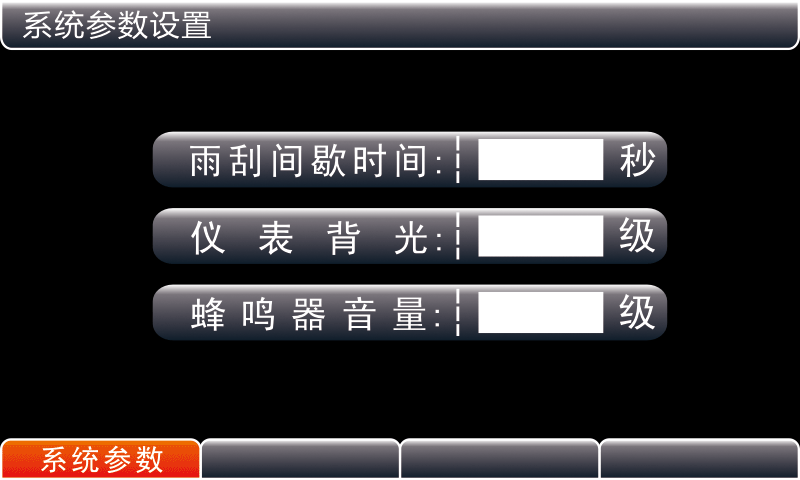 系统参数设置
雨刮间歇时间: 秒
仪表背光: 级
蜂鸣器音量: 级
系统参数